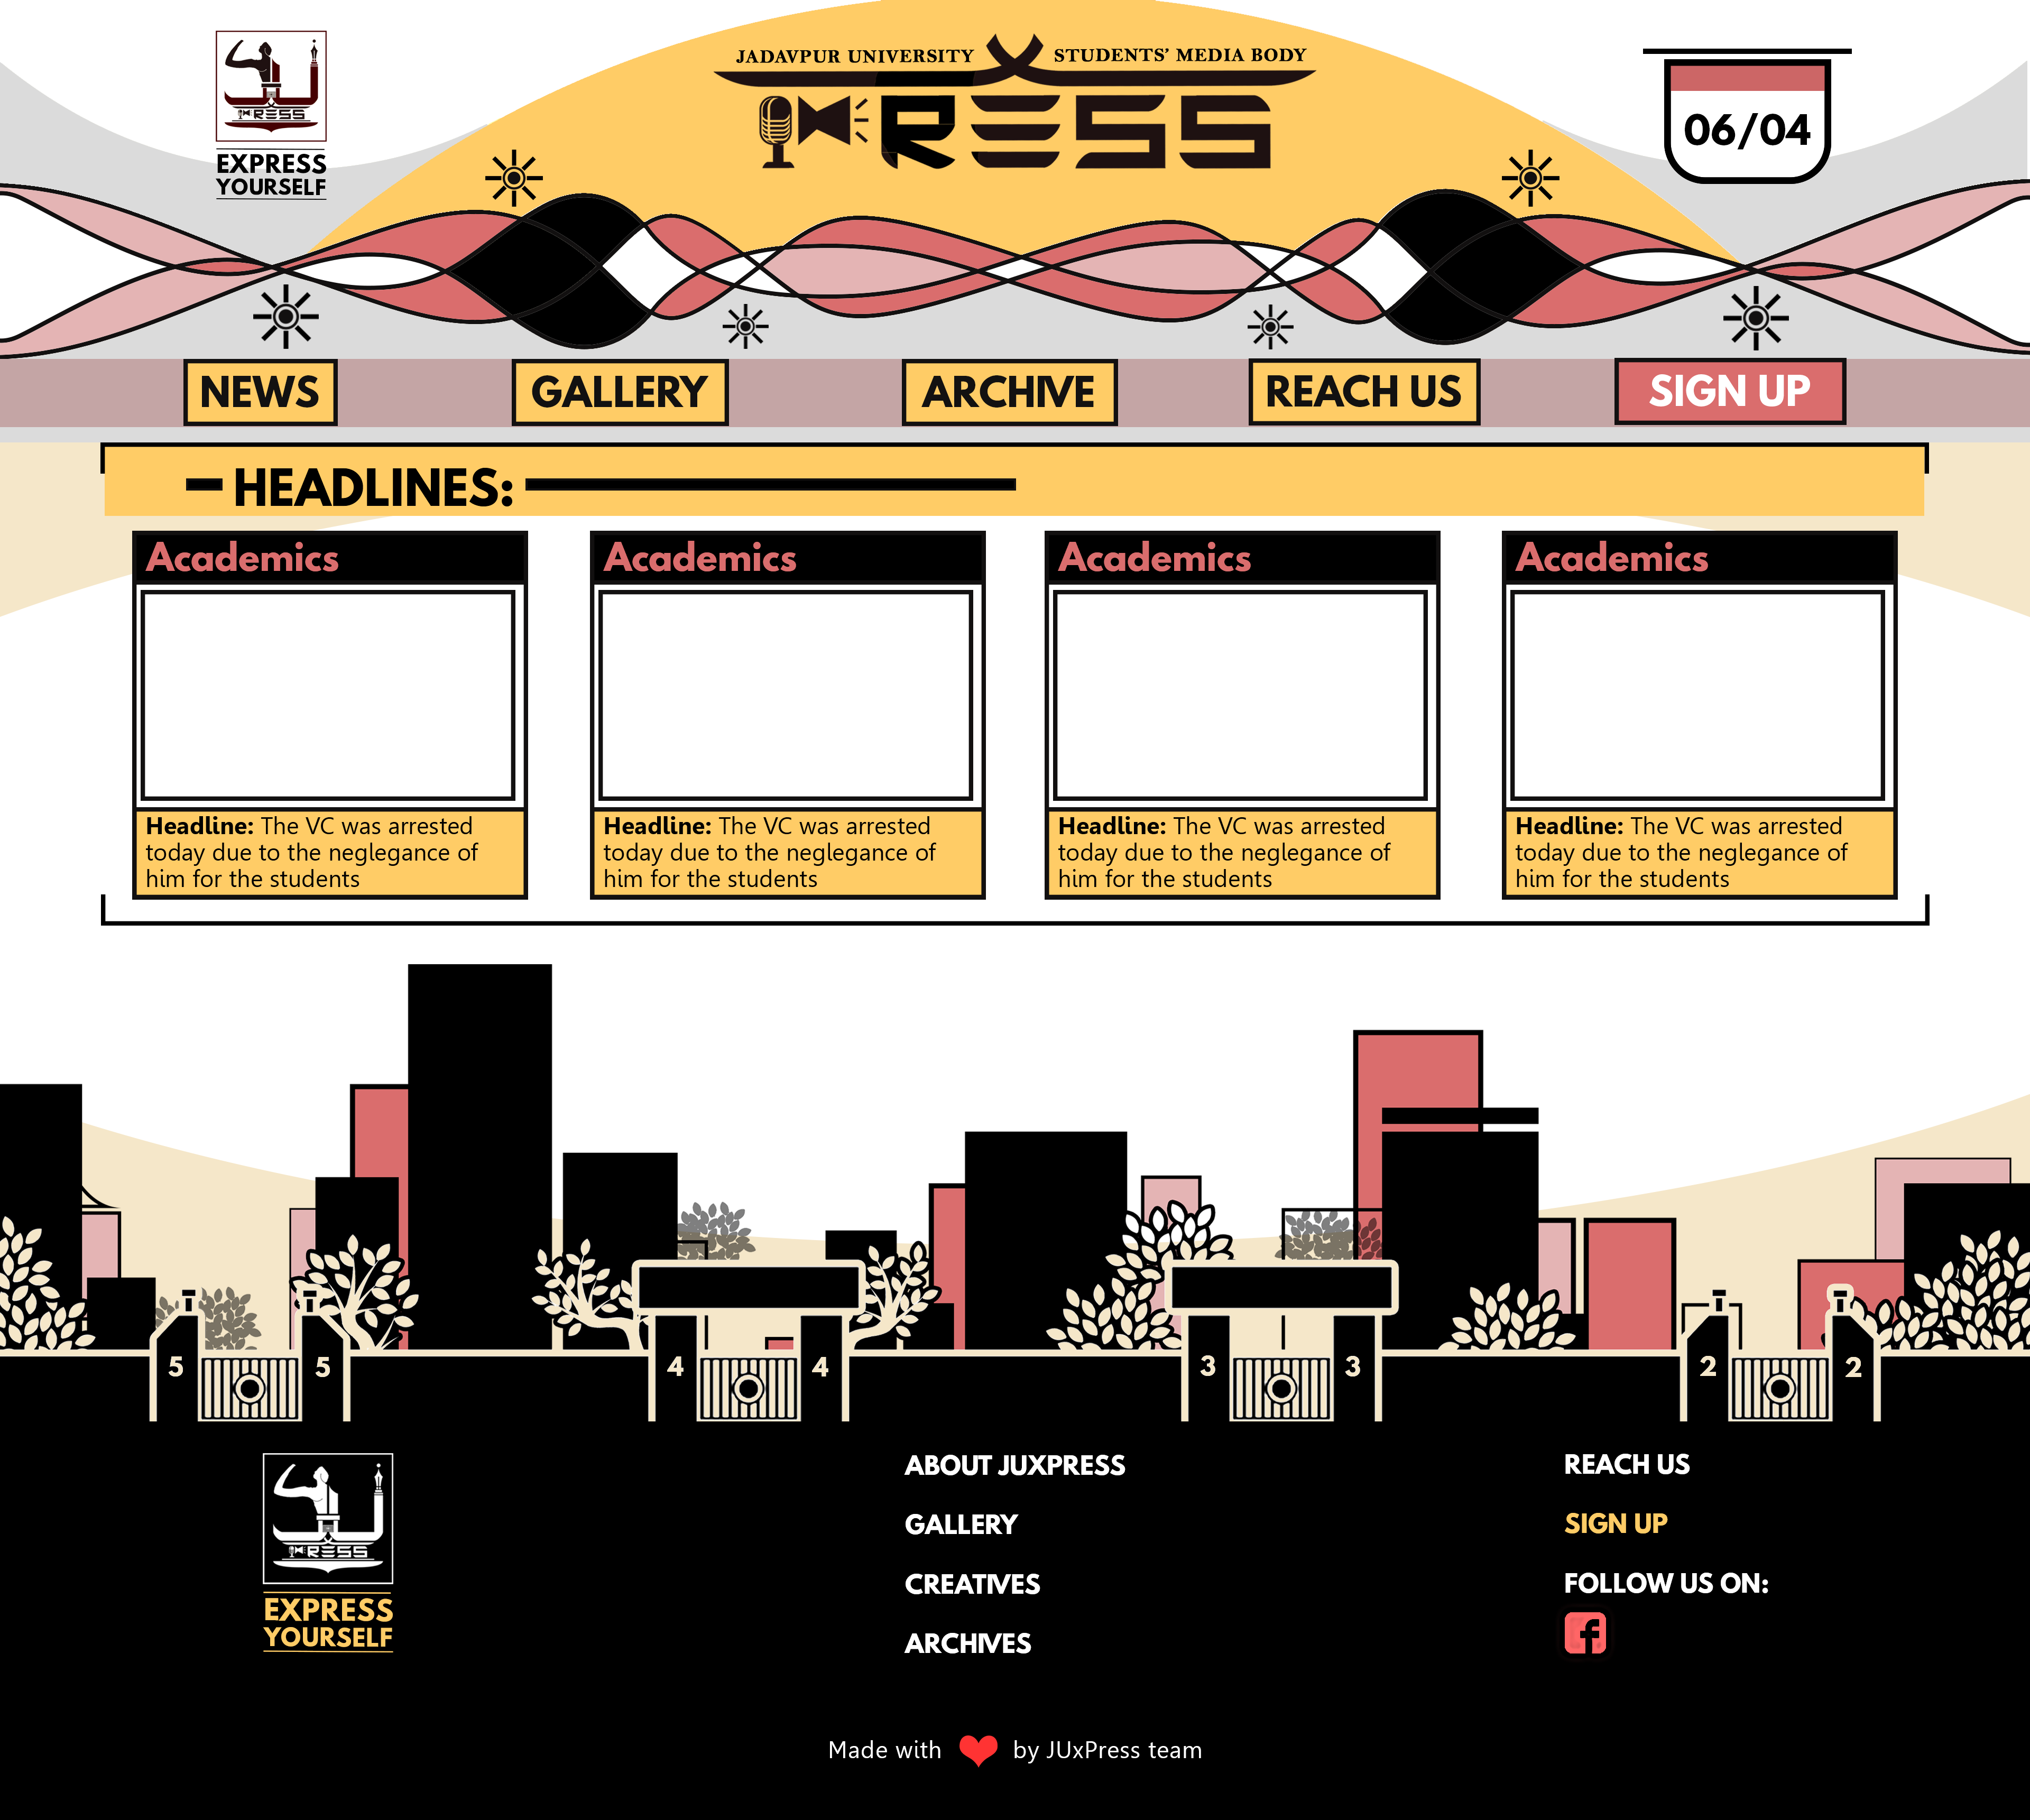 RESS
EXPRESS
YOURSELF
JADAVPUR UNIVERSITY STUDENTS' MEDIA BODY
RESS
06/04
NEWS GALLERY ARCHIVE REACH US SIGN UP
HEADLINES:
Academics
Headline: The VC was arrested
today due to the neglegance of
him for the students
Academics
Headline: The VC was arrested
today due to the neglegance of
him for the students
Academics
Headline: The VC was arrested
today due to the neglegance of
him for the students
Academics
Headline: The VC was arrested
today due to the neglegance of
him for the students
5 5 4 4 3 3 2 2
RESS
EXPRESS
YOURSELF
ABOUT JUXPRESS
GALLERY
CREATIVES
ARCHIVES
REACH US
SIGN UP
FOLLOW US ON:
f
Made with ❤ by JUxPress team